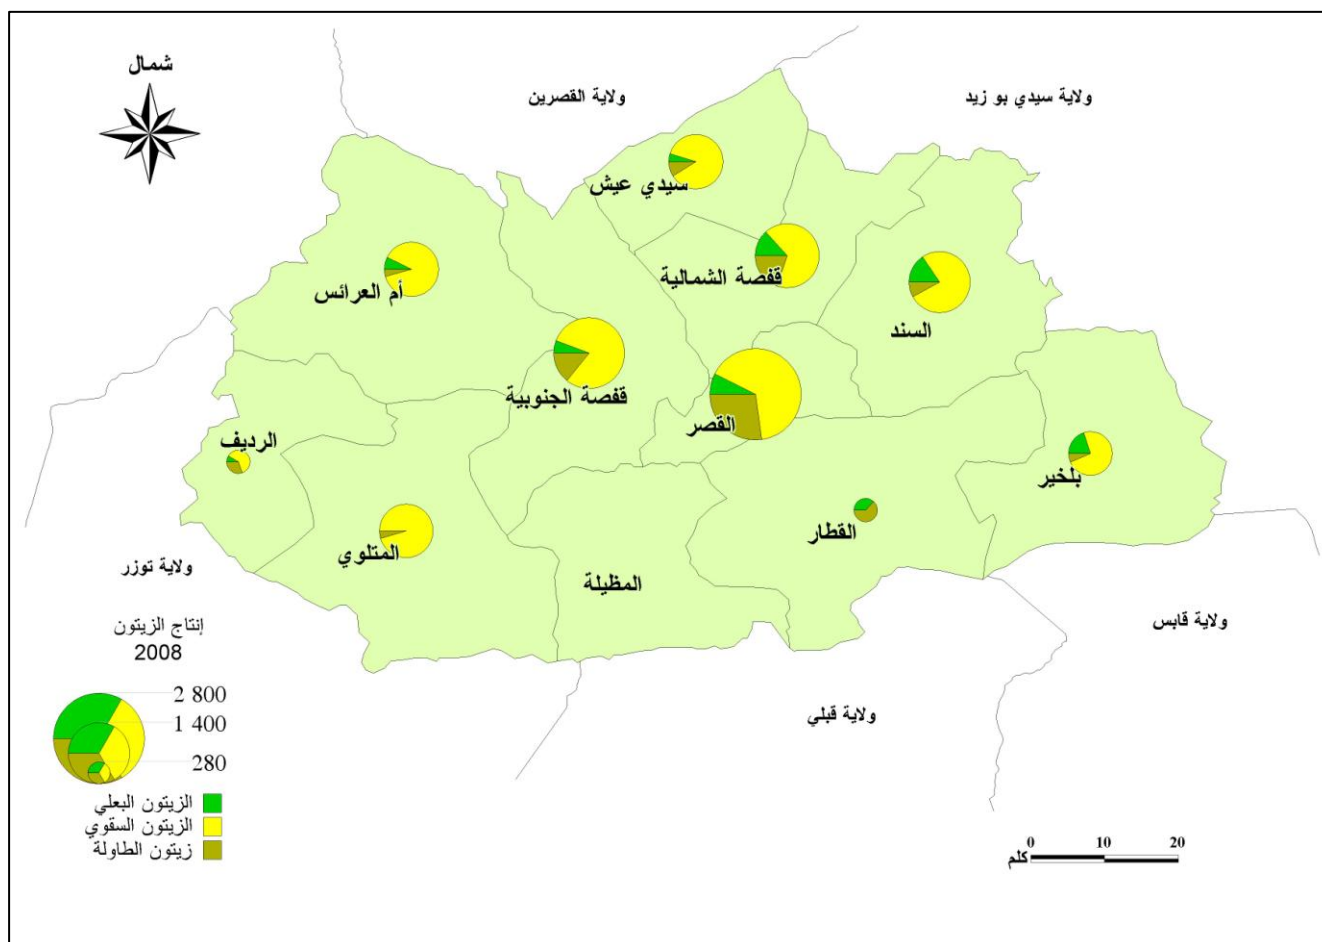 شمال
ولاية القصرين
ولاية سيدي بو زيد
سيدي عيش
قفصة الشمالية
أم العرائس
السند
قفصة الجنوبية
القصر
الرديف
بلخير
القطار
المتلوي
المظيلة
ولاية توزر
ولاية قابس
ولاية قبلي
إنتاج الزيتون
2008
2 800
1 400
280
الزيتون البعلي
الزيتون السقوي
زيتون الطاولة
0 10 20
كلم